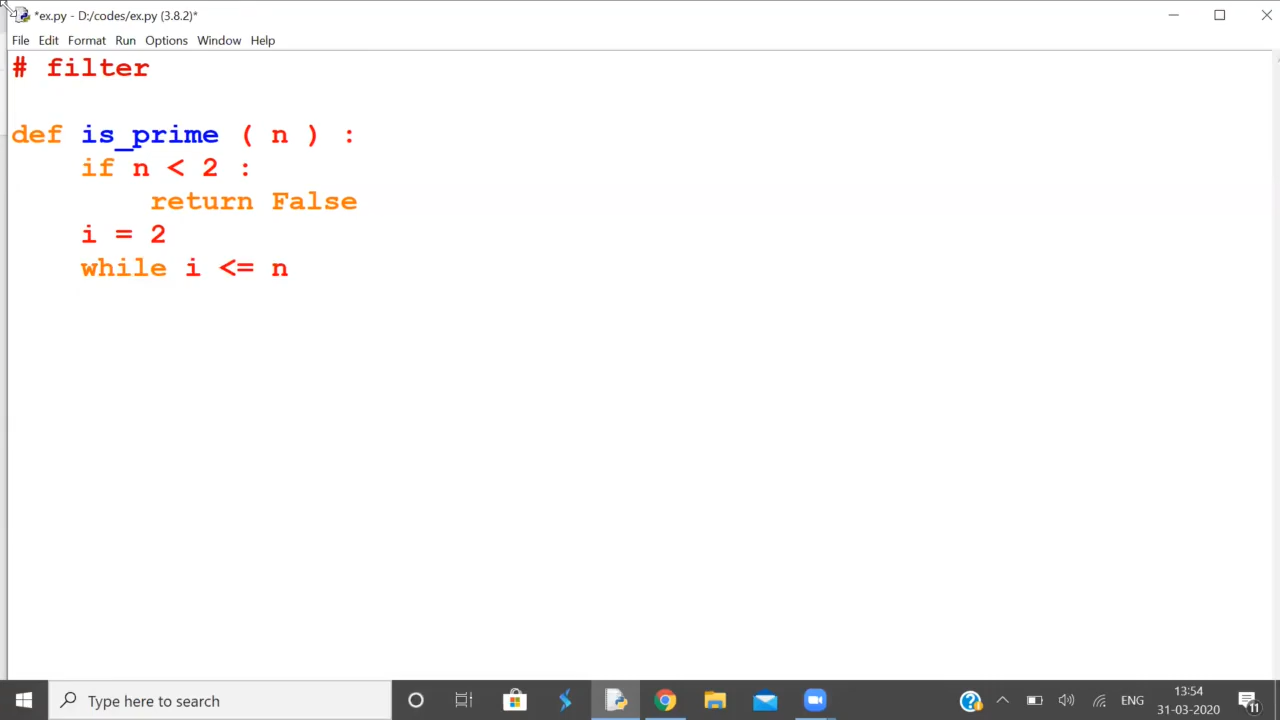 *ex.py - D:/codes/ex.py (3.8.2)*
File Edit Format Run Options Window Help
# filter
def is_prime ( n ) :
if n < 2 :
return False
i = 2
while i <= n
Type here to search
ENG
13:54
31-03-2020
11